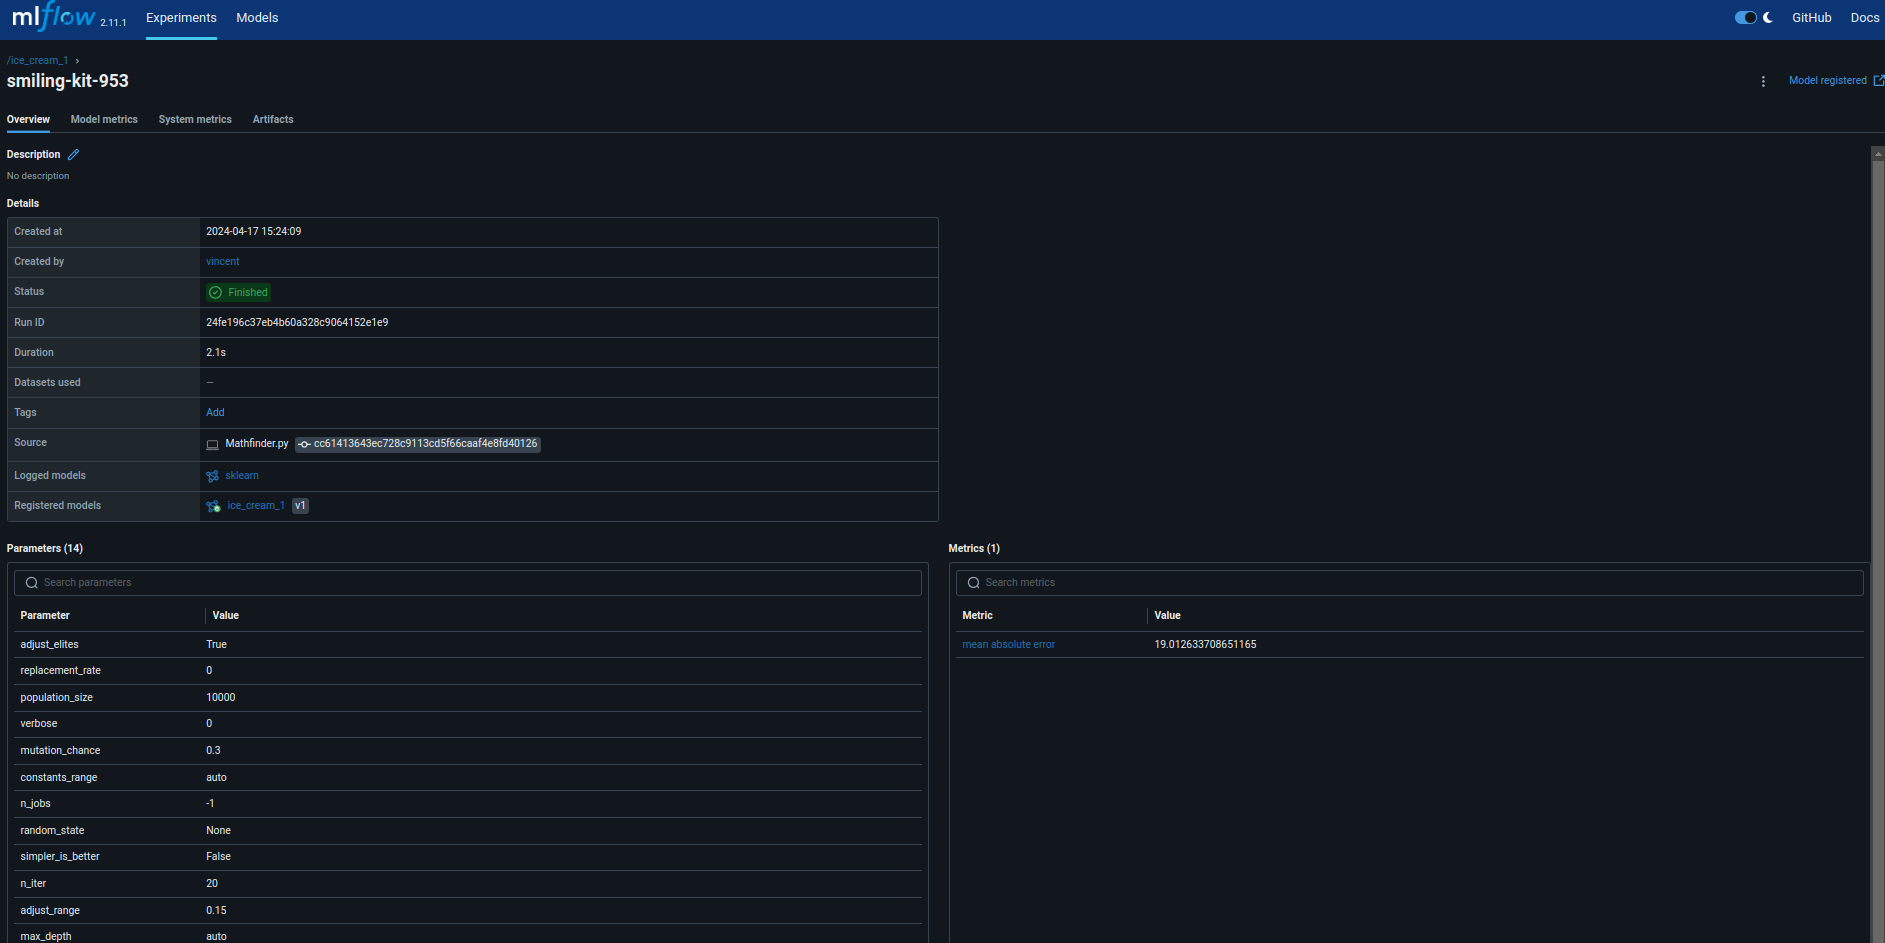 mlflow 2.11.1 Experiments Models GitHub Docs
/ice_cream_1 ›
smiling-kit-953
Model registered
Overview Model metrics System metrics Artifacts
Description
No description
Details
Created at 2024-04-17 15:24:09
Created by vincent
Status Finished
Run ID 24fe196c37eb4b60a328c9064152e1e9
Duration 2.1s
Datasets used —
Tags Add
Source Mathfinder.py cc61413643ec728c9113cd5f66caaf4e8fd40126
Logged models sklearn
Registered models ice_cream_1 v1
Parameters (14)
Search parameters
Parameter Value
adjust_elites True
replacement_rate 0
population_size 10000
verbose 0
mutation_chance 0.3
constants_range auto
n_jobs -1
random_state None
simpler_is_better False
n_iter 20
adjust_range 0.15
max_depth auto
Metrics (1)
Search metrics
Metric Value
mean absolute error 19.012633708651165